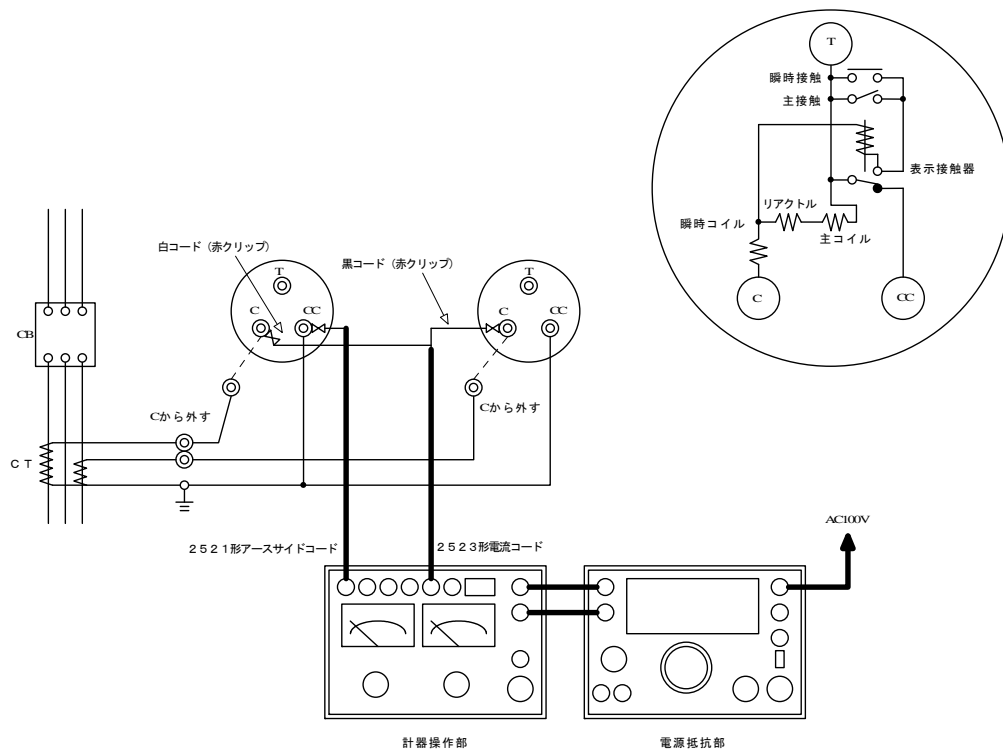 T
瞬時接触
主接触
表示接触器
リアクトル
瞬時コイル
主コイル
C
CC
白コード（赤クリップ）
黒コード（赤クリップ）
T
C
CC
T
C
CC
CB
Cから外す
Cから外す
ＣＴ
２５２１形アースサイドコード
２５２３形電流コード
AC100V
計器操作部
電源抵抗部